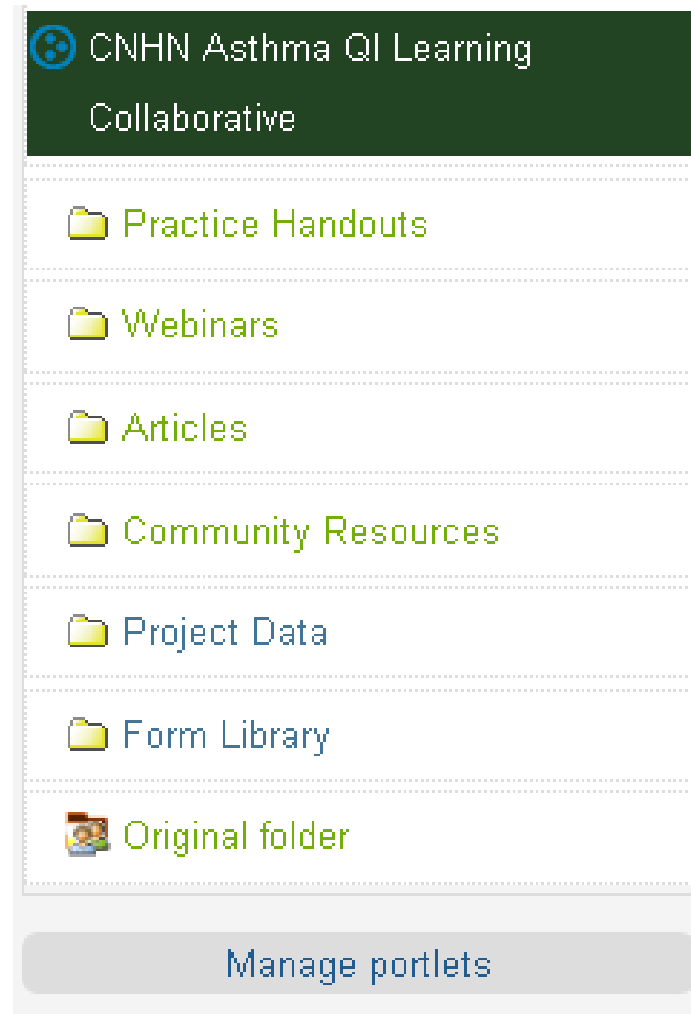 CNHN Asthma QI Learning
Collaborative
Practice Handouts
Webinars
Articles
Community Resources
Project Data
Form Library
Original folder
Manage portlets